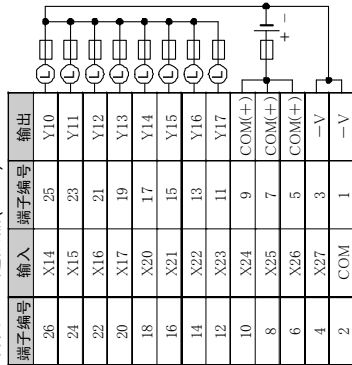 端子编号 输入 端子编号 输出
26 X14 25 Y10 L
24 X15 23 Y11 L
22 X16 21 Y12 L
20 X17 19 Y13 L
18 X20 17 Y14 L
16 X21 15 Y15 L
14 X22 13 Y16 L
12 X23 11 Y17 L
10 X24 9 COM(+)
8 X25 7 COM(+)
6 X26 5 COM(+)
4 X27 3 −V
2 COM 1 −V
+ −